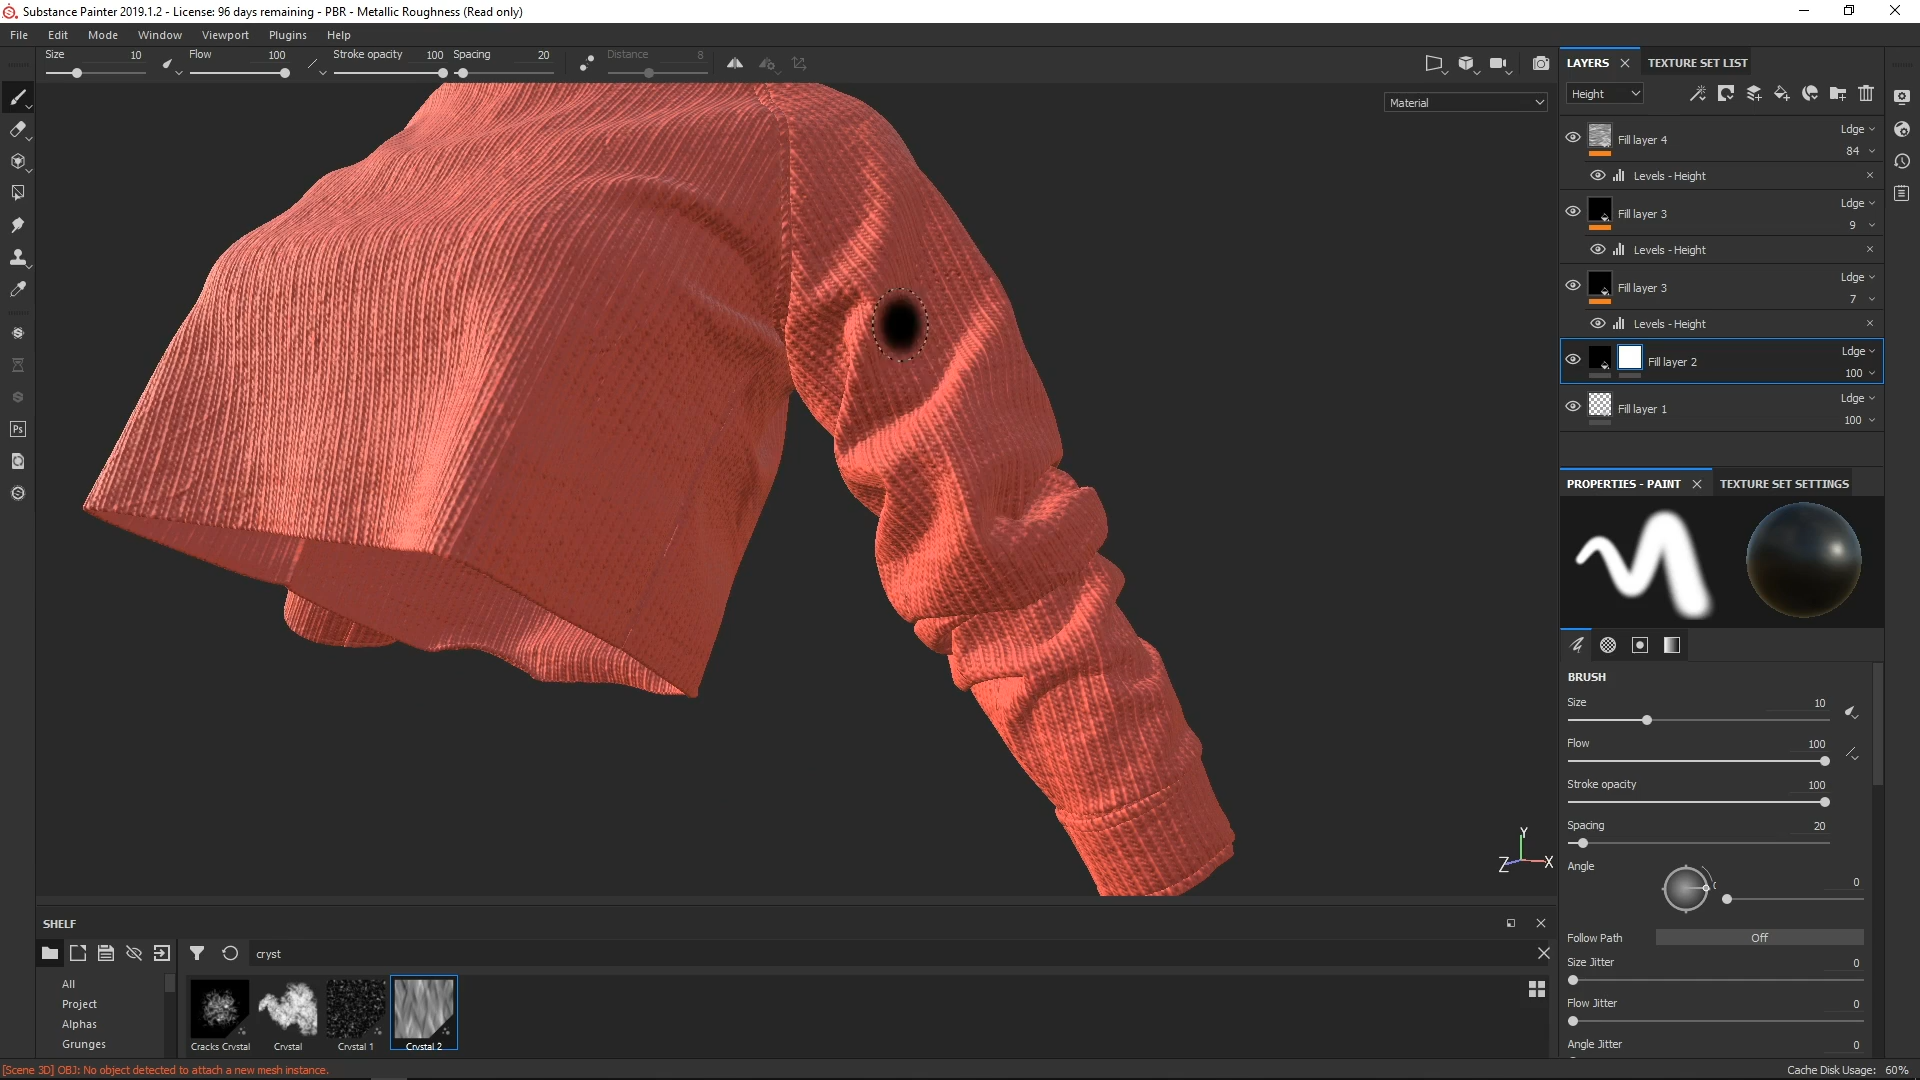 Substance Painter 2019.1.2 - License: 96 days remaining - PBR - Metallic Roughness (Read only)
File Edit Mode Window Viewport Plugins Help
Size 10 Flow 100 Stroke opacity 100 Spacing 20 Distance 8
Material
LAYERS TEXTURE SET LIST
Height
Fill layer 4 Ldge 84
Levels - Height
Fill layer 3 Ldge 9
Levels - Height
Fill layer 3 Ldge 7
Levels - Height
Fill layer 2 Ldge 100
Fill layer 1 Ldge 100
Ps
PROPERTIES - PAINT TEXTURE SET SETTINGS
BRUSH
Size 10
Flow 100
Stroke opacity 100
Spacing 20
Angle 0
Follow Path Off
Size Jitter 0
Flow Jitter 0
Angle Jitter 0
Y
Z X
SHELF
cryst
All
Project
Alphas
Grunges
Cracks Crystal Crystal Crystal 1 Crystal 2
[Scene 3D] OBJ: No object detected to attach a new mesh instance.
Cache Disk Usage: 60%